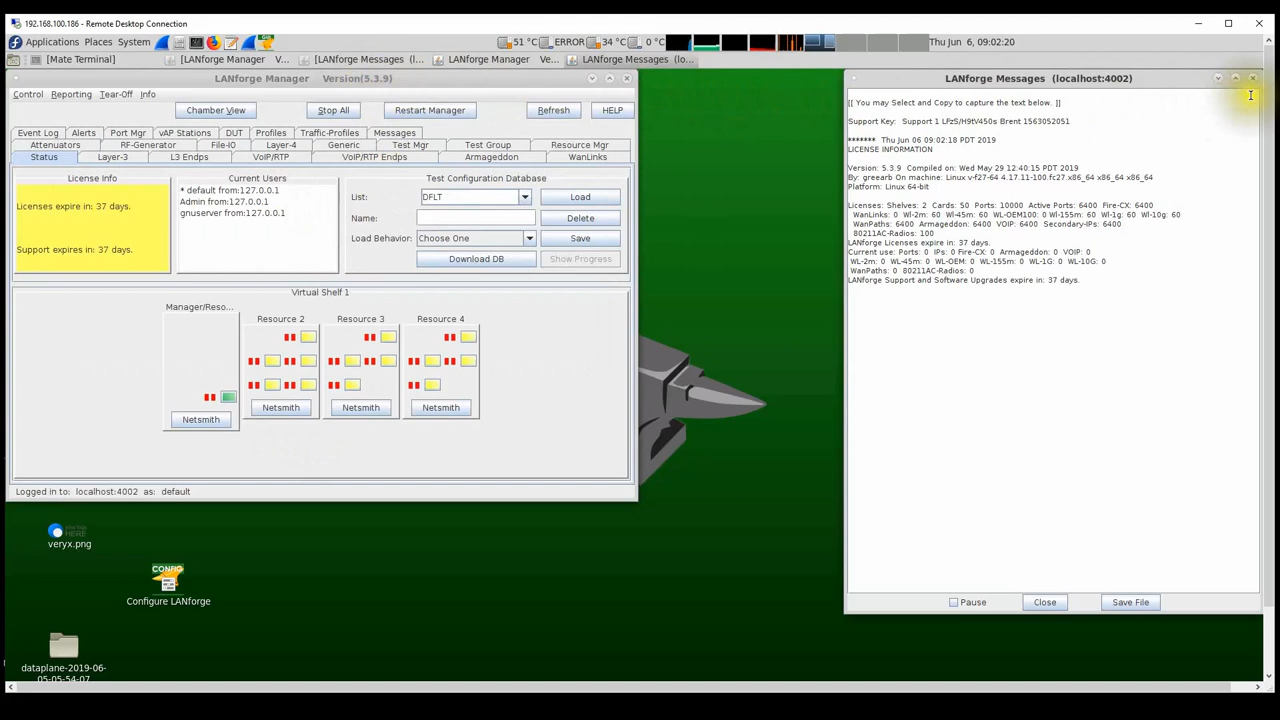 192.168.100.186 - Remote Desktop Connection
Applications Places System
51 °C ERROR 34 °C 0 °C
Thu Jun 6, 09:02:20
[Mate Terminal]
[LANforge Manager V...
[LANforge Messages (l...
LANforge Manager Ve...
LANforge Messages (lo...
LANforge Manager Version(5.3.9)
Control Reporting Tear-Off Info
Chamber View
Stop All
Restart Manager
Refresh
HELP
Event Log Alerts Port Mgr vAP Stations DUT Profiles Traffic-Profiles Messages
Attenuators RF-Generator File-I0 Layer-4 Generic Test Mgr Test Group Resource Mgr
Status Layer-3 L3 Endps VoIP/RTP VoIP/RTP Endps Armageddon WanLinks
License Info
Licenses expire in: 37 days.
Support expires in: 37 days.
Current Users
* default from:127.0.0.1
Admin from:127.0.0.1
gnuserver from:127.0.0.1
Test Configuration Database
List: DFLT Load
Name: Delete
Load Behavior: Choose One Save
Download DB Show Progress
Virtual Shelf 1
Manager/Reso...
Resource 2 Resource 3 Resource 4
Netsmith Netsmith Netsmith
Netsmith
Logged in to: localhost:4002 as: default
veryx.png
CONFIG
Configure LANforge
dataplane-2019-06-
05-05-54-07
LANforge Messages (localhost:4002)
[[ You may Select and Copy to capture the text below. ]]
Support Key: Support 1 LFzS/H9tV450s Brent 1563052051
******* Thu Jun 06 09:02:18 PDT 2019
LICENSE INFORMATION
Version: 5.3.9 Compiled on: Wed May 29 12:40:15 PDT 2019
By: greearb On machine: Linux v-f27-64 4.17.11-100.fc27.x86_64 x86_64 x86_64
Platform: Linux 64-bit
Licenses: Shelves: 2 Cards: 50 Ports: 10000 Active Ports: 6400 Fire-CX: 6400
WanLinks: 0 Wl-2m: 60 Wl-45m: 60 WL-OEM100: 0 Wl-155m: 60 Wl-1g: 60 Wl-10g: 60
WanPaths: 6400 Armageddon: 6400 VOIP: 6400 Secondary-IPs: 6400
80211AC-Radios: 100
LANforge Licenses expire in: 37 days.
Current use: Ports: 0 IPs: 0 Fire-CX: 0 Armageddon: 0 VOIP: 0
WL-2m: 0 WL-45m: 0 WL-OEM: 0 WL-155m: 0 WL-1G: 0 WL-10G: 0
WanPaths: 0 80211AC-Radios: 0
LANforge Support and Software Upgrades expire in: 37 days.
Pause
Close
Save File